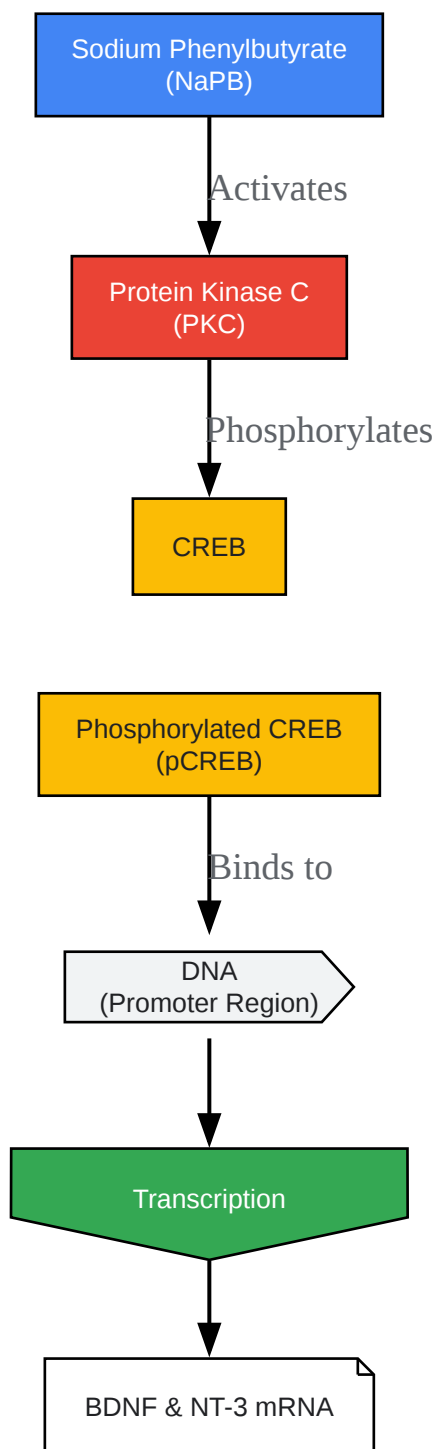 Sodium Phenylbutyrate
(NaPB)
Activates
Protein Kinase C
(PKC)
Phosphorylates
CREB
Phosphorylated CREB
(pCREB)
Binds to
DNA
(Promoter Region)
Transcription
BDNF & NT-3 mRNA